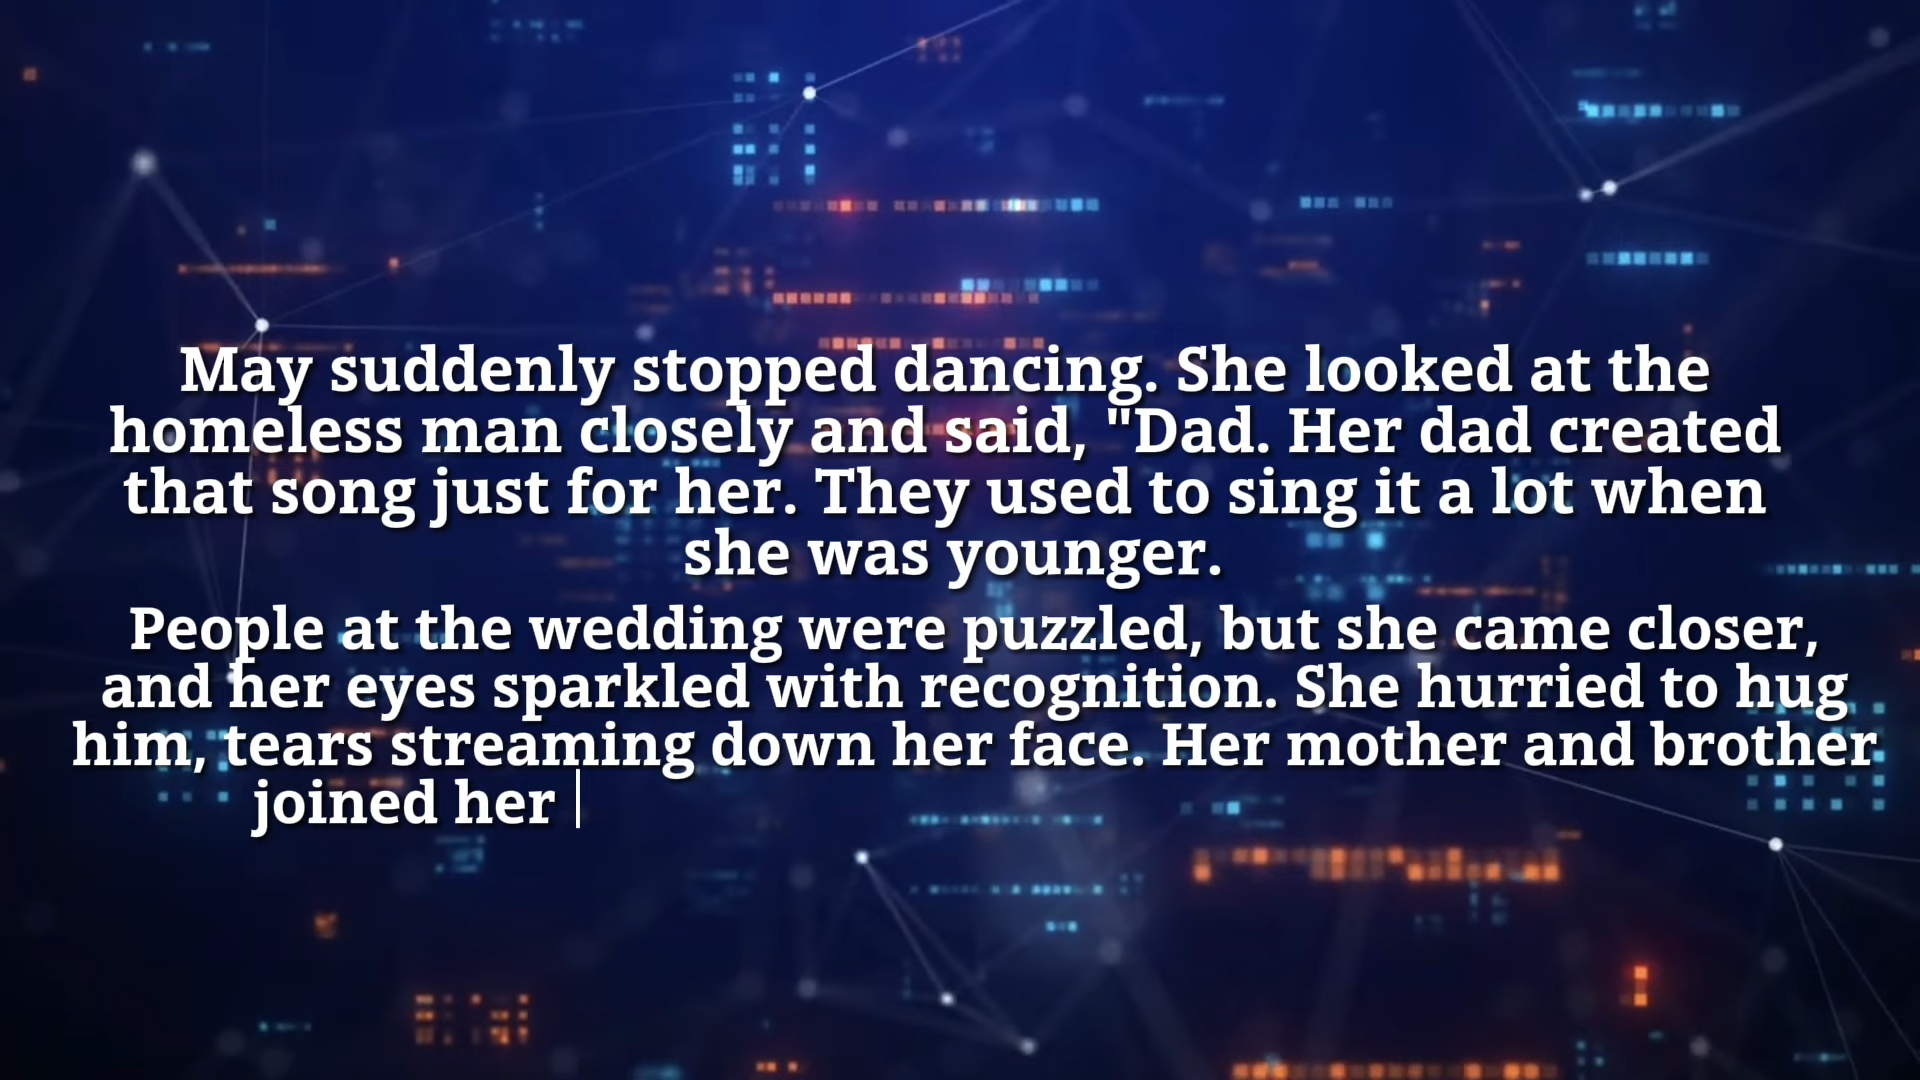 May suddenly stopped dancing. She looked at the
homeless man closely and said, "Dad. Her dad created
that song just for her. They used to sing it a lot when
she was younger.
People at the wedding were puzzled, but she came closer,
and her eyes sparkled with recognition. She hurried to hug
him, tears streaming down her face. Her mother and brother
joined her